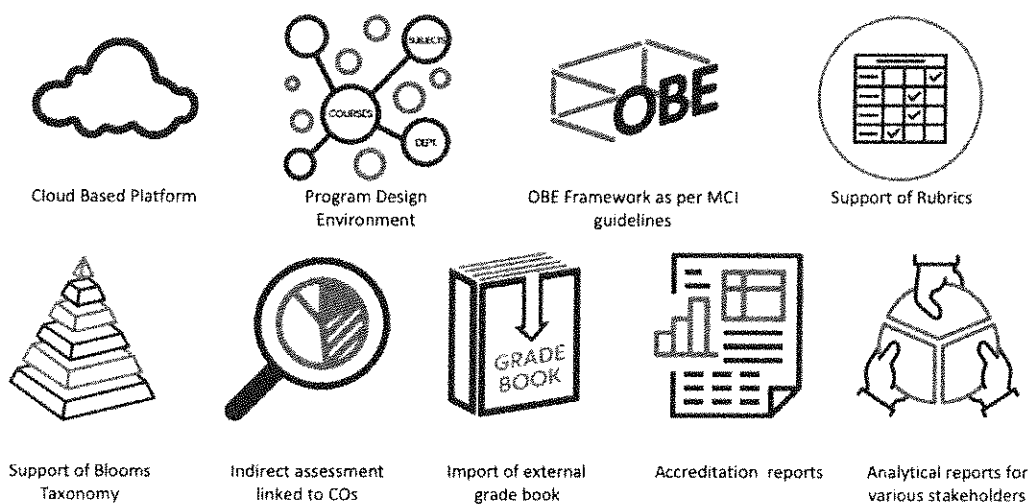 SUBJECTS
COURSES
DEPT.
OBE
Cloud Based Platform
Program Design
Environment
OBE Framework as per MCI
guidelines
Support of Rubrics
GRADE
BOOK
Support of Blooms
Taxonomy
Indirect assessment
linked to COs
Import of external
grade book
Accreditation reports
Analytical reports for
various stakeholders